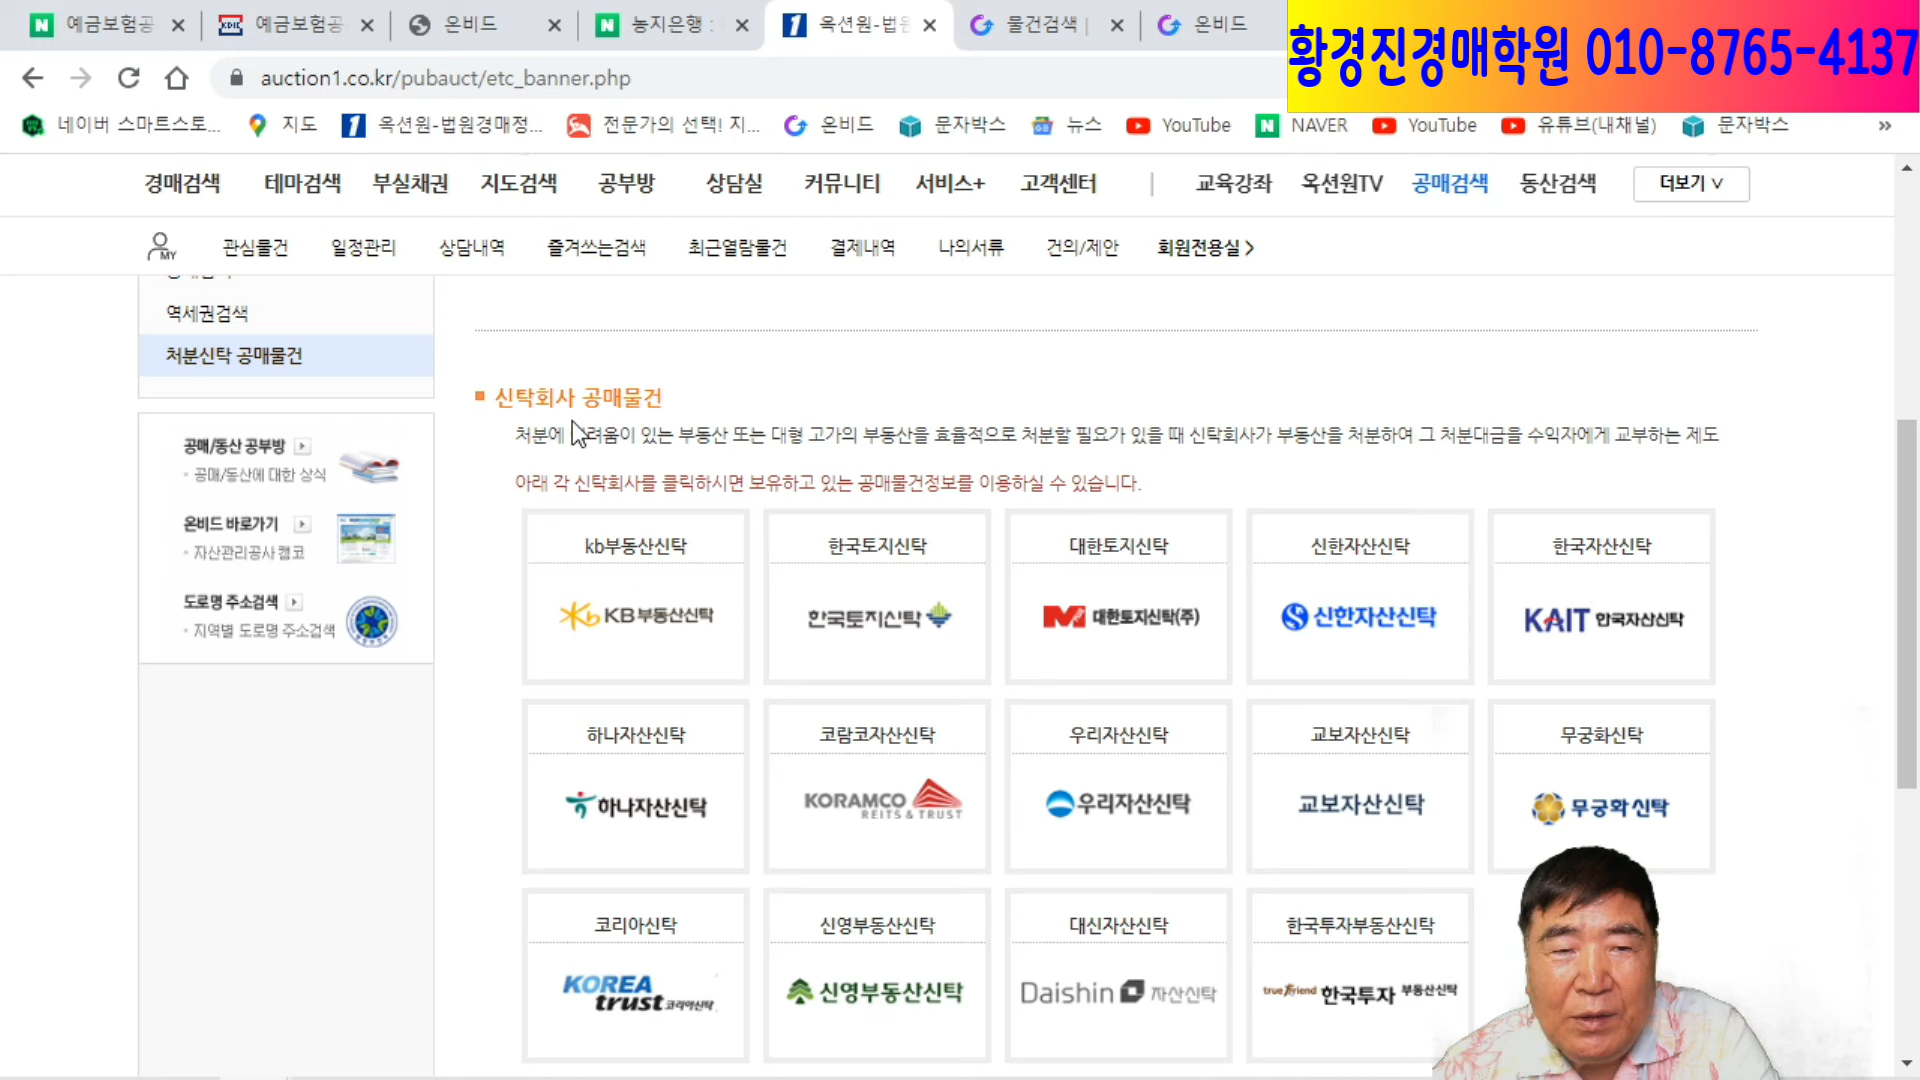 예금보험공
예금보험공
온비드
농지은행 :
옥션원-법원
물건검색 |
온비드
황경진경매학원 010-8765-4137
auction1.co.kr/pubauct/etc_banner.php
네이버 스마트스토...
지도
옥션원-법원경매정...
전문가의 선택! 지...
온비드
문자박스
뉴스
YouTube
NAVER
YouTube
유튜브(내채널)
문자박스
»
경매검색 테마검색 부실채권 지도검색 공부방 상담실 커뮤니티 서비스+ 고객센터 | 교육강좌 옥션원TV 공매검색 동산검색 더보기 ∨
MY 관심물건 일정관리 상담내역 즐겨쓰는검색 최근열람물건 결제내역 나의서류 건의/제안 회원전용실 >
역세권검색
처분신탁 공매물건
공매/동산 공부방
공매/동산에 대한 상식
온비드 바로가기
자산관리공사 캠코
도로명 주소검색
지역별 도로명 주소검색
신탁회사 공매물건
처분에 려움이 있는 부동산 또는 대형 고가의 부동산을 효율적으로 처분할 필요가 있을 때 신탁회사가 부동산을 처분하여 그 처분대금을 수익자에게 교부하는 제도
아래 각 신탁회사를 클릭하시면 보유하고 있는 공매물건정보를 이용하실 수 있습니다.
kb부동산신탁 한국토지신탁 대한토지신탁 신한자산신탁 한국자산신탁
Kb KB부동산신탁 한국토지신탁 대한토지신탁(주) 신한자산신탁 KAIT 한국자산신탁
하나자산신탁 코람코자산신탁 우리자산신탁 교보자산신탁 무궁화신탁
하나자산신탁 KORAMCO REITS & TRUST 우리자산신탁 교보자산신탁 무궁화신탁
코리아신탁 신영부동산신탁 대신자산신탁 한국투자부동산신탁
KOREA trust 코리아신탁 신영부동산신탁 Daishin 자산신탁 true friend 한국투자 부동산신탁